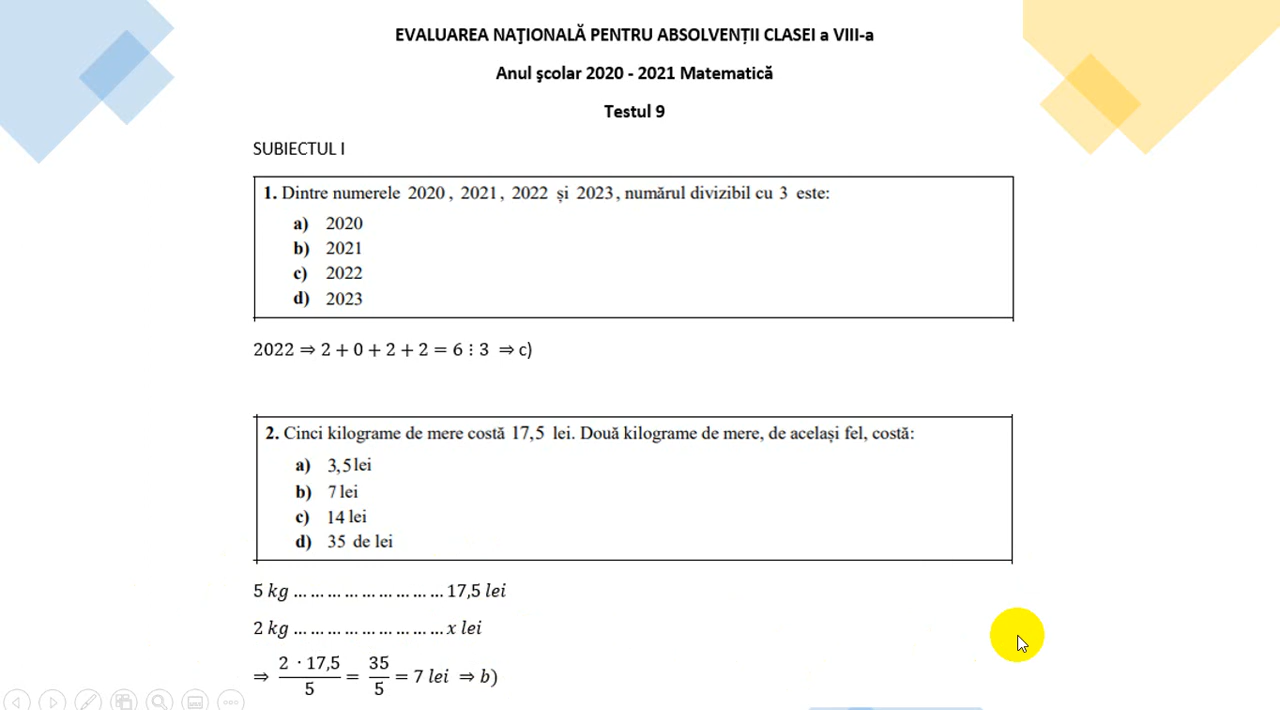 EVALUAREA NAŢIONALĂ PENTRU ABSOLVENȚII CLASEI a VIII-a
Anul şcolar 2020 - 2021 Matematică
Testul 9
SUBIECTUL I
1. Dintre numerele 2020, 2021, 2022 și 2023, numărul divizibil cu 3 este:
a) 2020
b) 2021
c) 2022
d) 2023
2022 ⇒ 2 + 0 + 2 + 2 = 6 ⋮ 3 ⇒ c)
2. Cinci kilograme de mere costă 17,5 lei. Două kilograme de mere, de același fel, costă:
a) 3,5 lei
b) 7 lei
c) 14 lei
d) 35 de lei
5 kg ... ... ... ... ... ... ... ... ... 17,5 lei
2 kg ... ... ... ... ... ... ... ... ... x lei
⇒ (2 · 17,5)/5 = 35/5 = 7 lei ⇒ b)